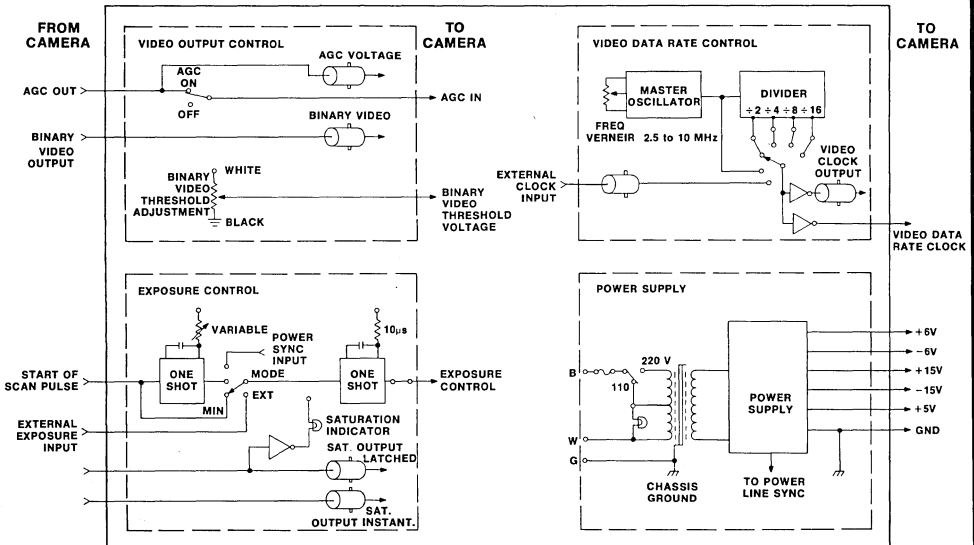 FROM
CAMERA
TO
CAMERA
TO
CAMERA
VIDEO OUTPUT CONTROL
AGC VOLTAGE
AGC
ON
OFF
AGC OUT
AGC IN
BINARY VIDEO
BINARY
VIDEO
OUTPUT
WHITE
BINARY
VIDEO
THRESHOLD
ADJUSTMENT
BLACK
BINARY
VIDEO
THRESHOLD
VOLTAGE
VIDEO DATA RATE CONTROL
MASTER
OSCILLATOR
DIVIDER
÷2 ÷4 ÷8 ÷16
FREQ
VERNEIR
2.5 to 10 MHz
VIDEO
CLOCK
OUTPUT
EXTERNAL
CLOCK
INPUT
VIDEO DATA
RATE CLOCK
EXPOSURE CONTROL
VARIABLE
POWER
SYNC
INPUT
10µs
ONE
SHOT
MODE
ONE
SHOT
START OF
SCAN PULSE
EXPOSURE
CONTROL
MIN
EXT
EXTERNAL
EXPOSURE
INPUT
SATURATION
INDICATOR
SAT. OUTPUT
LATCHED
SAT.
OUTPUT INSTANT.
POWER SUPPLY
B
220 V
110
W
G
CHASSIS
GROUND
POWER
SUPPLY
TO POWER
LINE SYNC
+6V
-6V
+15V
-15V
+5V
GND